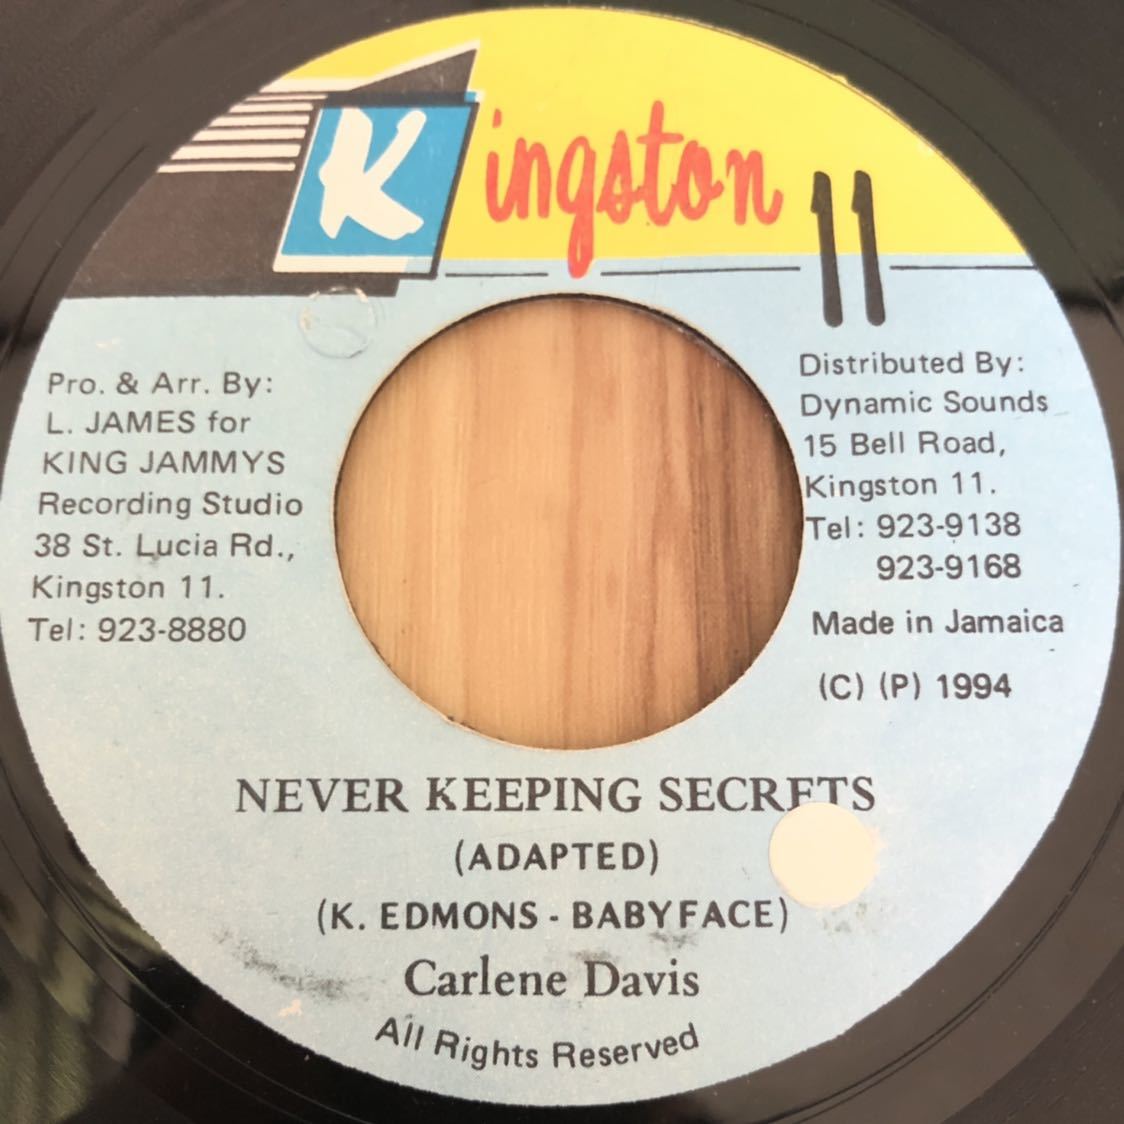 Kingston 11
Pro. & Arr. By:
L. JAMES for
KING JAMMYS
Recording Studio
38 St. Lucia Rd.,
Kingston 11.
Tel: 923-8880
Distributed By:
Dynamic Sounds
15 Bell Road,
Kingston 11.
Tel: 923-9138
923-9168
Made in Jamaica
(C) (P) 1994
NEVER KEEPING SECRETS
(ADAPTED)
(K. EDMONS - BABYFACE)
Carlene Davis
All Rights Reserved